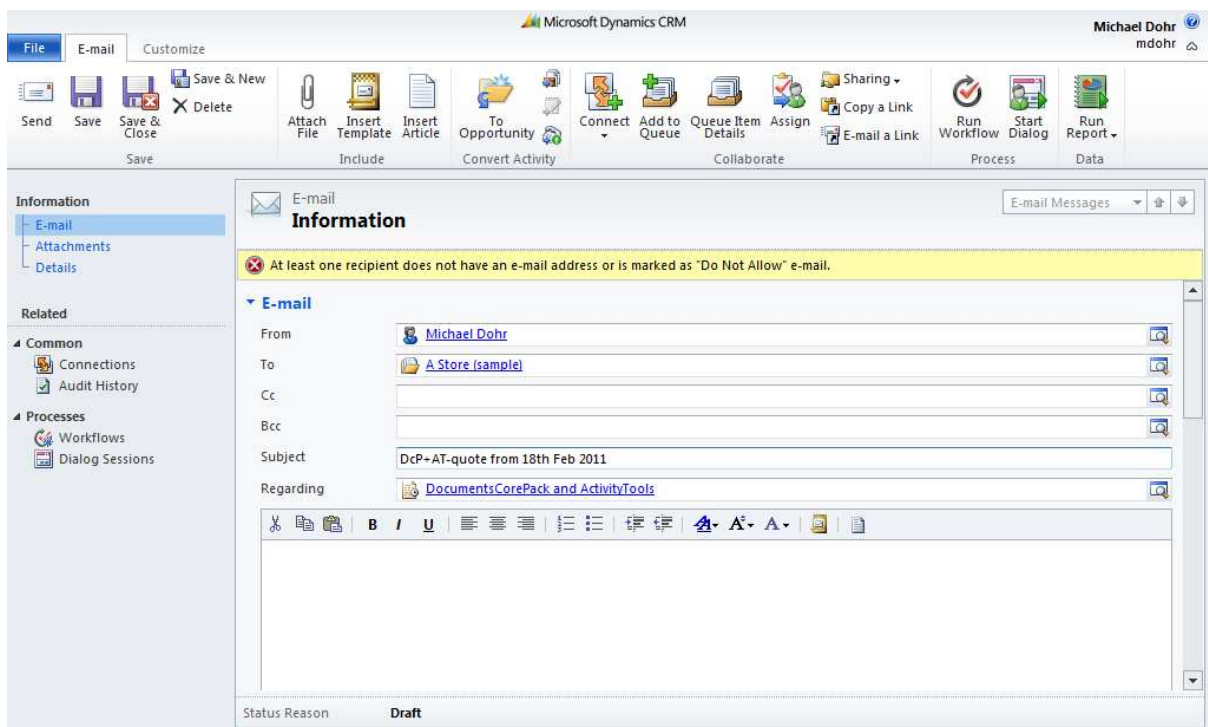 Microsoft Dynamics CRM
Michael Dohr
mdohr
File E-mail Customize
Send
Save
Save & Close
Save & New
Delete
Attach File
Insert Template
Insert Article
To Opportunity
Connect
Add to Queue
Queue Item Details
Assign
Sharing
Copy a Link
E-mail a Link
Run Workflow
Start Dialog
Run Report
Save Include Convert Activity Collaborate Process Data
Information
E-mail
Attachments
Details
Related
Common
Connections
Audit History
Processes
Workflows
Dialog Sessions
E-mail
Information
E-mail Messages
At least one recipient does not have an e-mail address or is marked as "Do Not Allow" e-mail.
E-mail
From Michael Dohr
To A Store (sample)
Cc
Bcc
Subject DcP+AT-quote from 18th Feb 2011
Regarding DocumentsCorePack and ActivityTools
B I U A A A
Status Reason Draft